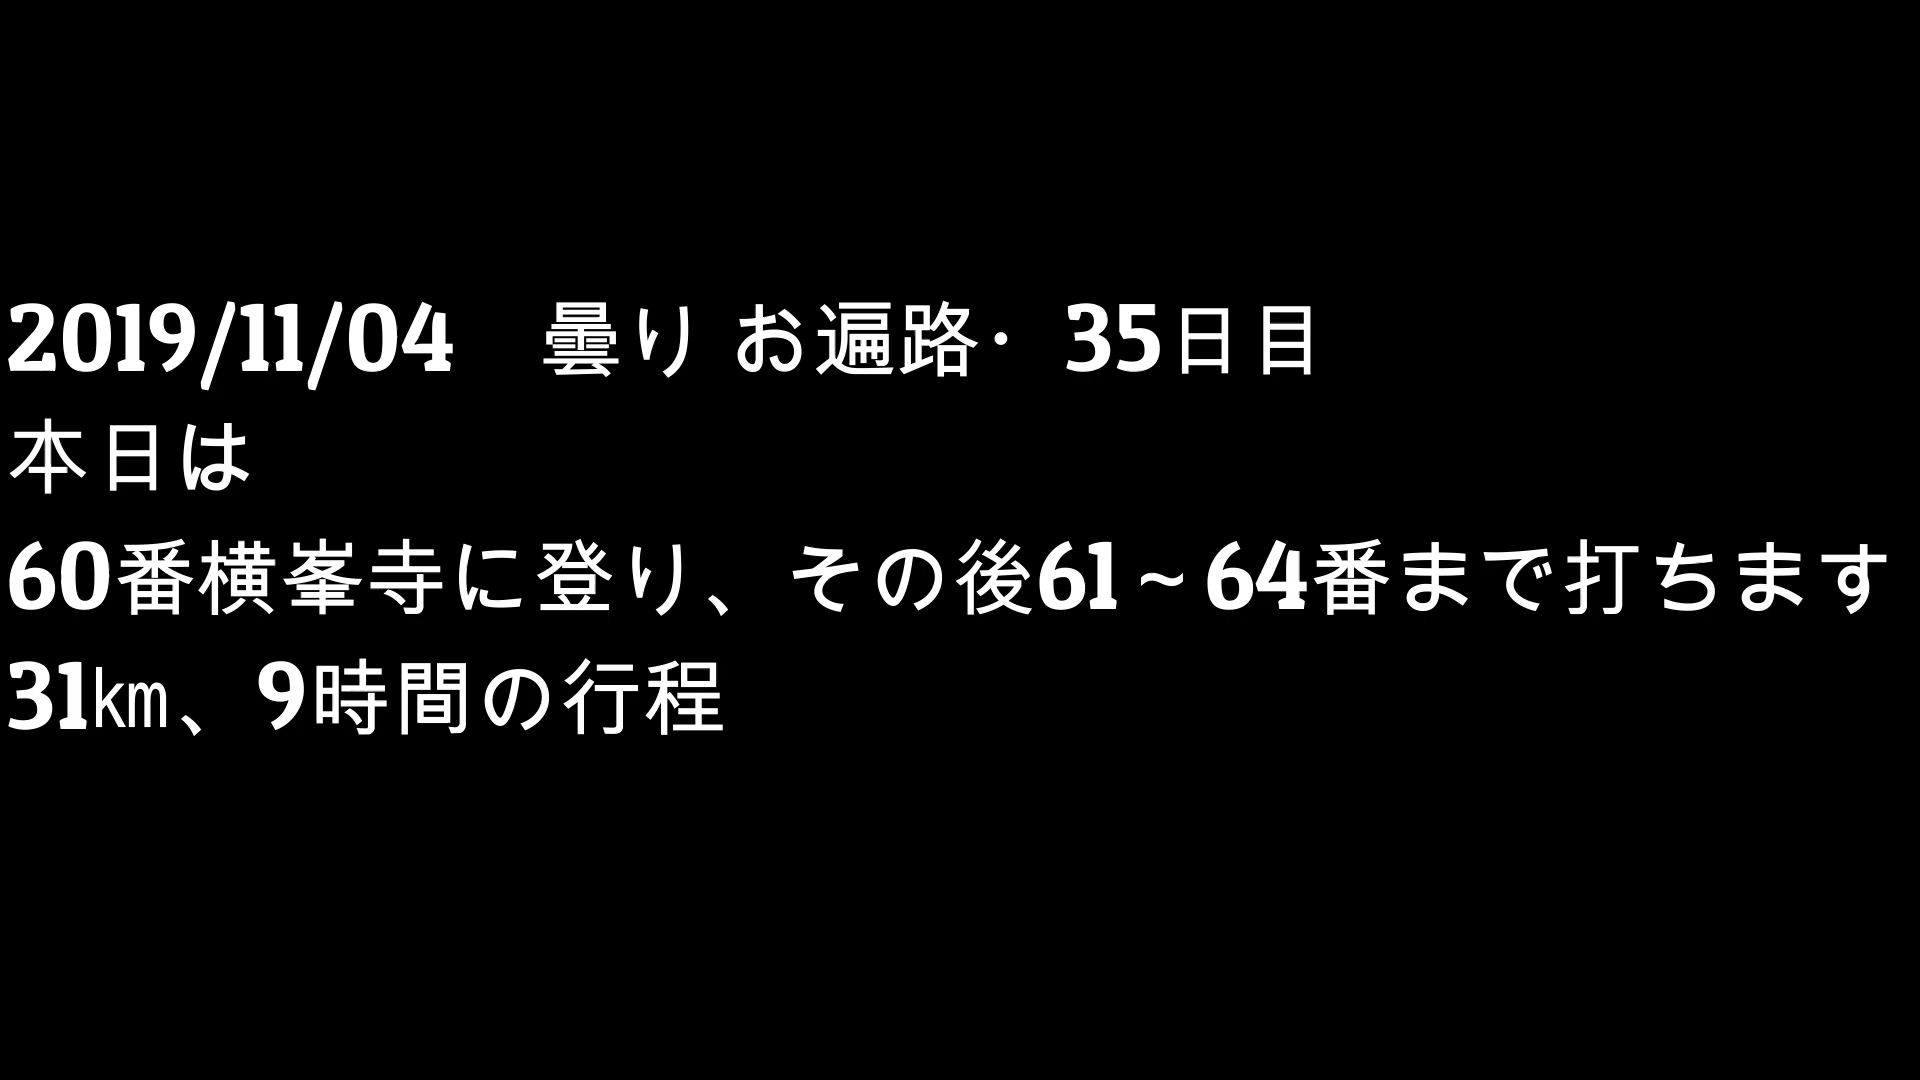 2019/11/04　曇り お遍路・35日目
本日は
60番横峯寺に登り、その後61~64番まで打ちます
31㎞、9時間の行程